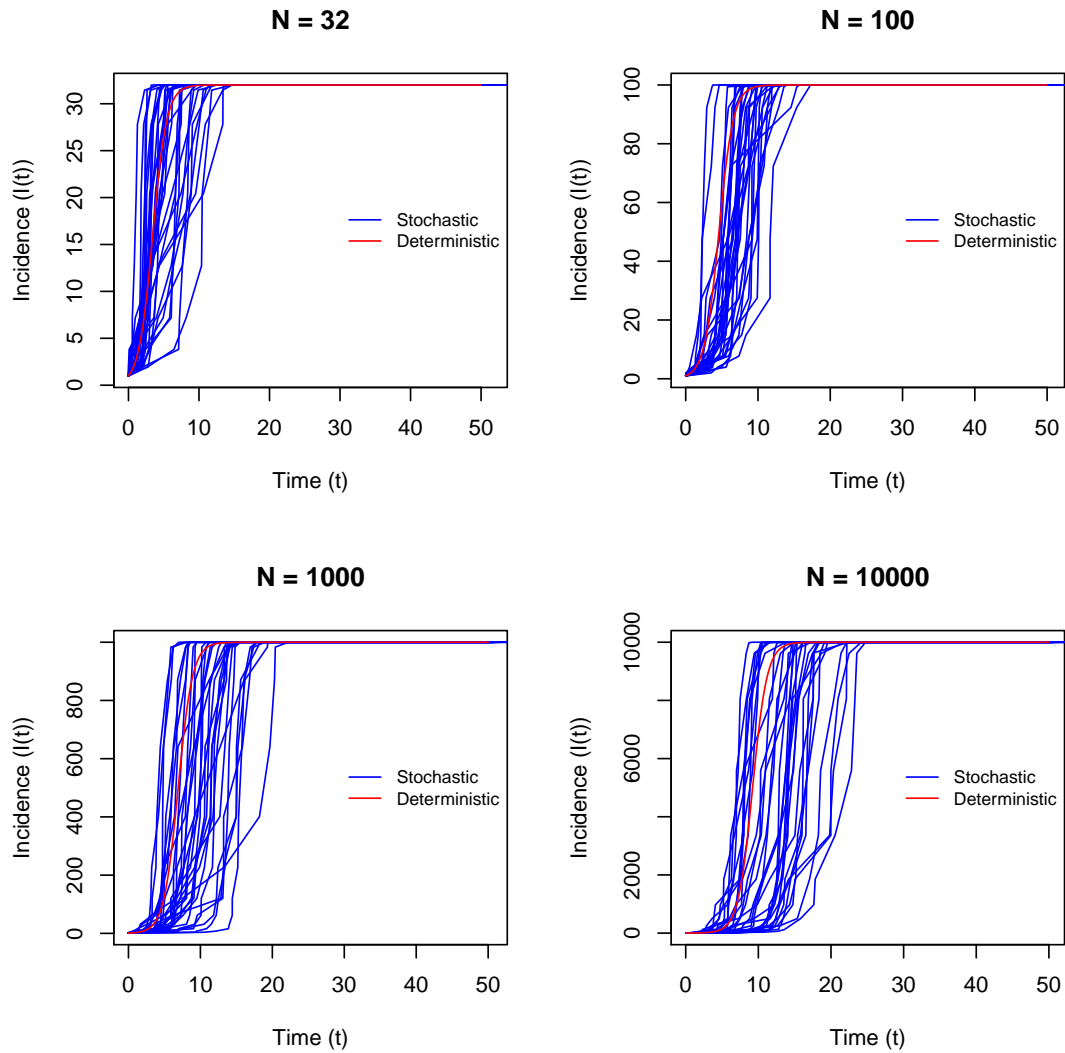 N = 32
Incidence (I(t))
0
5
10
15
20
25
30
0 10 20 30 40 50
Time (t)
Stochastic
Deterministic
N = 100
Incidence (I(t))
0
20
40
60
80
100
0 10 20 30 40 50
Time (t)
Stochastic
Deterministic
N = 1000
Incidence (I(t))
0
200
400
600
800
0 10 20 30 40 50
Time (t)
Stochastic
Deterministic
N = 10000
Incidence (I(t))
0
2000
6000
10000
0 10 20 30 40 50
Time (t)
Stochastic
Deterministic